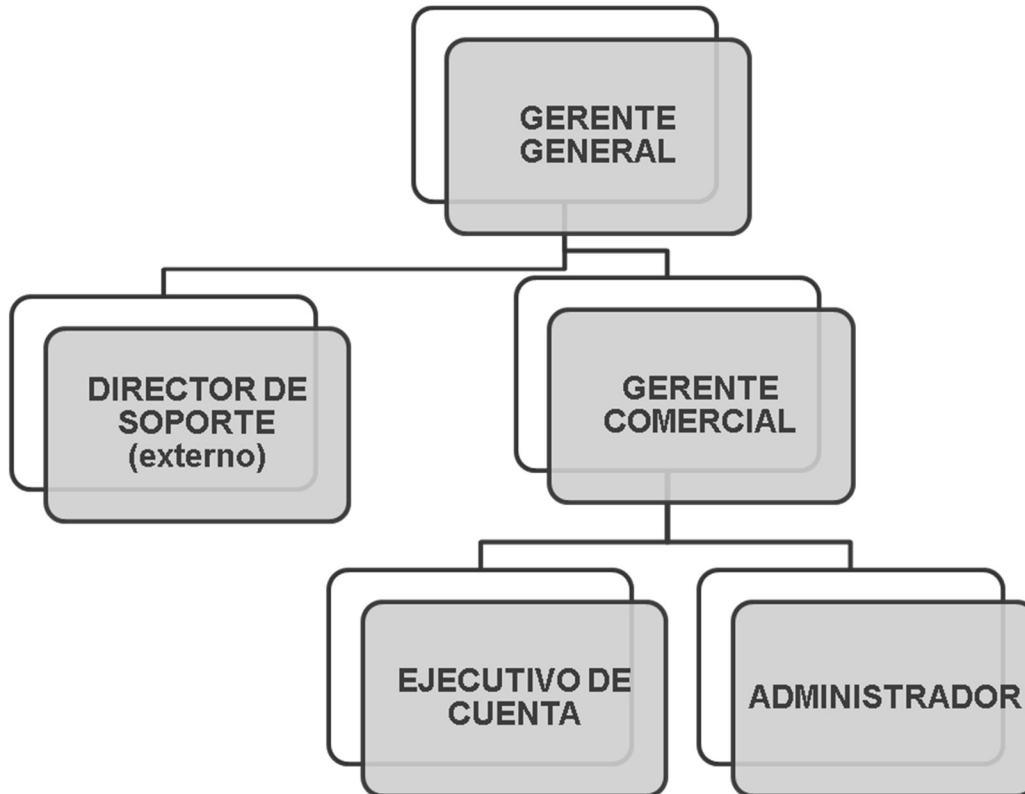 GERENTE
GENERAL
DIRECTOR DE
SOPORTE
(externo)
GERENTE
COMERCIAL
EJECUTIVO DE
CUENTA
ADMINISTRADOR